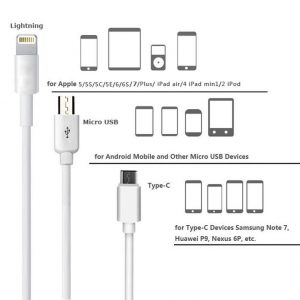 Lightning
for Apple 5/5S/5C/5E/6/6S/7/Plus/ iPad air/4 iPad min1/2 iPod
Micro USB
for Android Mobile and Other Micro USB Devices
Type-C
for Type-C Devices Samsung Note 7,
Huawei P9, Nexus 6P, etc.